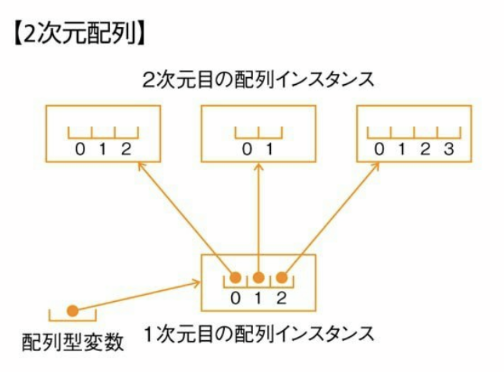 【2次元配列】
2次元目の配列インスタンス
0 1 2
0 1
0 1 2 3
0 1 2
配列型変数
1次元目の配列インスタンス